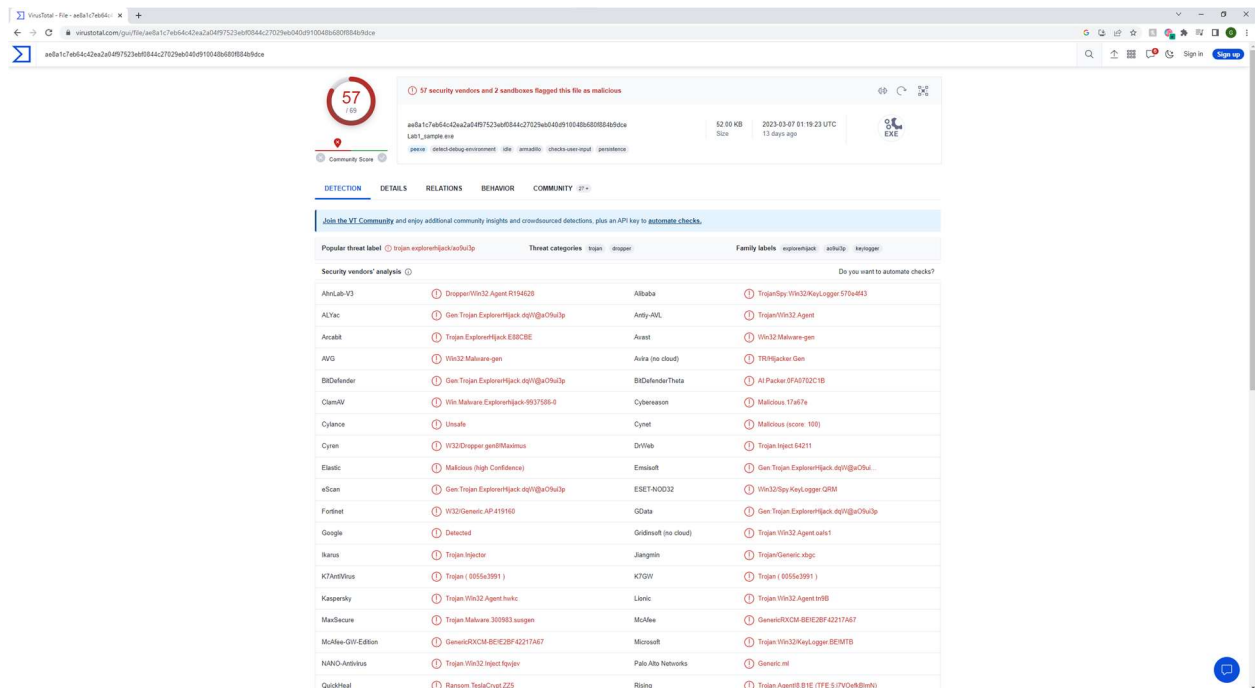 VirusTotal - File - ae8a1c7eb64c
virustotal.com/gui/file/ae8a1c7eb64c42ea2a04f97523ebf0844c27029eb040d910048b680f884b9dce
ae8a1c7eb64c42ea2a04f97523ebf0844c27029eb040d910048b680f884b9dce
Sign in Sign up
57
/ 69
Community Score
57 security vendors and 2 sandboxes flagged this file as malicious
ae8a1c7eb64c42ea2a04f97523ebf0844c27029eb040d910048b680f884b9dce
Lab1_sample.exe
peexe detect-debug-environment idle armadillo checks-user-input persistence
52.00 KB
Size
2023-03-07 01:19:23 UTC
13 days ago
EXE
DETECTION DETAILS RELATIONS BEHAVIOR COMMUNITY 27+
Join the VT Community and enjoy additional community insights and crowdsourced detections, plus an API key to automate checks.
Popular threat label trojan.explorerhijack/ao9ui3p Threat categories trojan dropper Family labels explorerhijack ao9ui3p keylogger
Security vendors' analysis Do you want to automate checks?
AhnLab-V3 Dropper/Win32.Agent.R194628 Alibaba TrojanSpy:Win32/KeyLogger.570e4f43
ALYac Gen:Trojan.ExplorerHijack.dqW@aO9ui3p Antiy-AVL Trojan/Win32.Agent
Arcabit Trojan.ExplorerHijack.E88CBE Avast Win32:Malware-gen
AVG Win32:Malware-gen Avira (no cloud) TR/Hijacker.Gen
BitDefender Gen:Trojan.ExplorerHijack.dqW@aO9ui3p BitDefenderTheta AI:Packer.0FA0702C1B
ClamAV Win.Malware.Explorerhijack-9937586-0 Cybereason Malicious.17a67e
Cylance Unsafe Cynet Malicious (score: 100)
Cyren W32/Dropper.gen8!Maximus DrWeb Trojan.Inject.64211
Elastic Malicious (high Confidence) Emsisoft Gen:Trojan.ExplorerHijack.dqW@aO9ui...
eScan Gen:Trojan.ExplorerHijack.dqW@aO9ui3p ESET-NOD32 Win32/Spy.KeyLogger.QRM
Fortinet W32/Generic.AP.419160 GData Gen:Trojan.ExplorerHijack.dqW@aO9ui3p
Google Detected Gridinsoft (no cloud) Trojan.Win32.Agent.oals1
Ikarus Trojan.Injector Jiangmin Trojan/Generic.xbgc
K7AntiVirus Trojan ( 0055e3991 ) K7GW Trojan ( 0055e3991 )
Kaspersky Trojan.Win32.Agent.hwkc Lionic Trojan.Win32.Agent.tn9B
MaxSecure Trojan.Malware.300983.susgen McAfee GenericRXCM-BE!E2BF42217A67
McAfee-GW-Edition GenericRXCM-BE!E2BF42217A67 Microsoft Trojan:Win32/KeyLogger.BE!MTB
NANO-Antivirus Trojan.Win32.Inject.fqwjev Palo Alto Networks Generic.ml
QuickHeal Ransom.TeslaCrypt.ZZ5 Rising